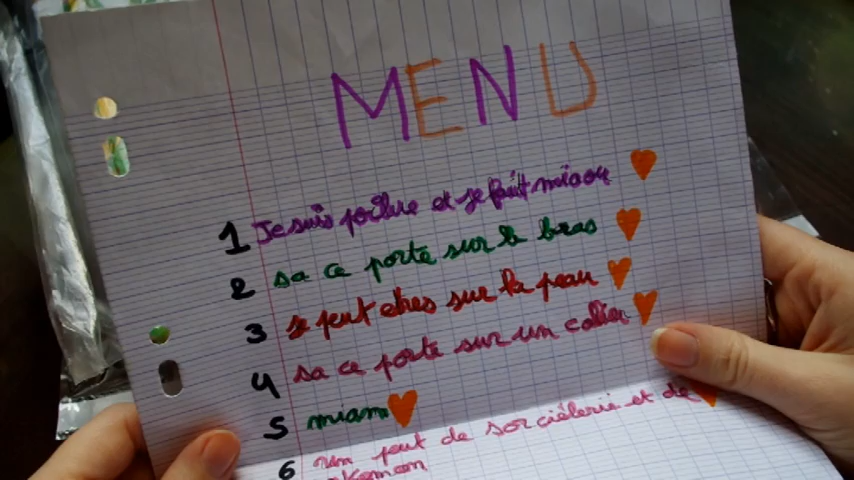 MENU
1 Je suis poilue et je fait miaou
2 sa ce porte sur le bras
3 se peut etres sur la peau
4 sa ce porte sur un collier
5 miam
6 un peut de sorcièlerie et de